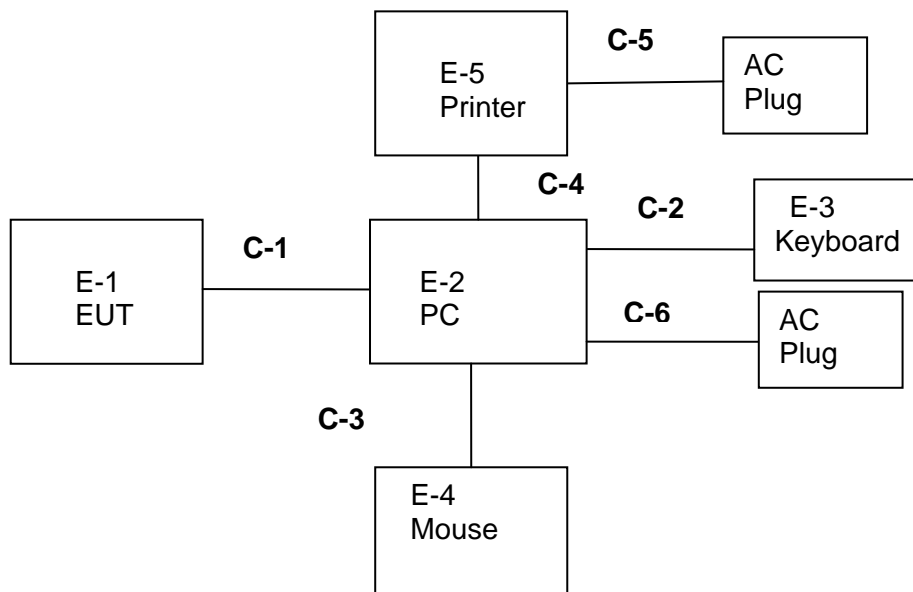 C-5
E-5
Printer
AC
Plug
C-4
C-2
E-3
Keyboard
C-1
E-1
EUT
E-2
PC
C-6
AC
Plug
C-3
E-4
Mouse